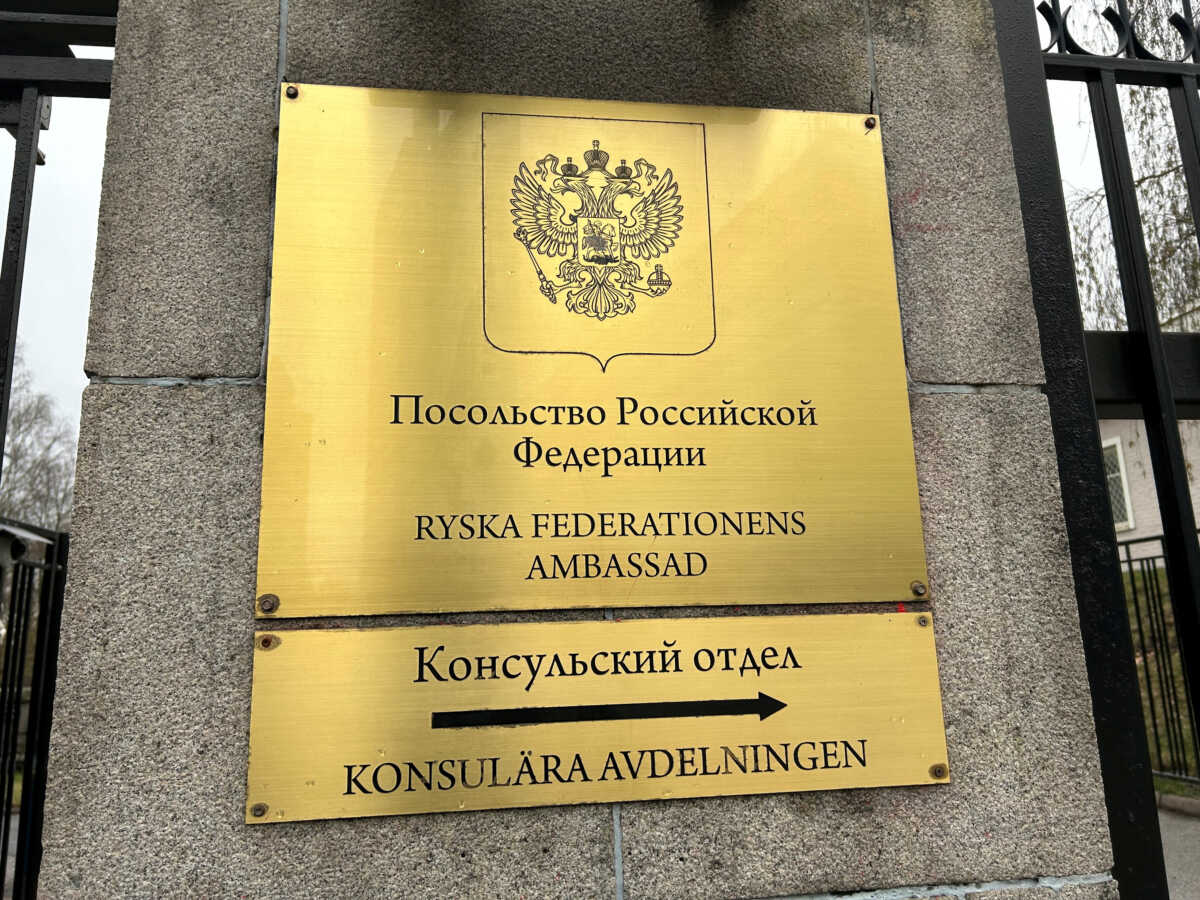 Посольство Российской
Федерации
RYSKA FEDERATIONENS
AMBASSAD
Консульский отдел
KONSULÄRA AVDELNINGEN